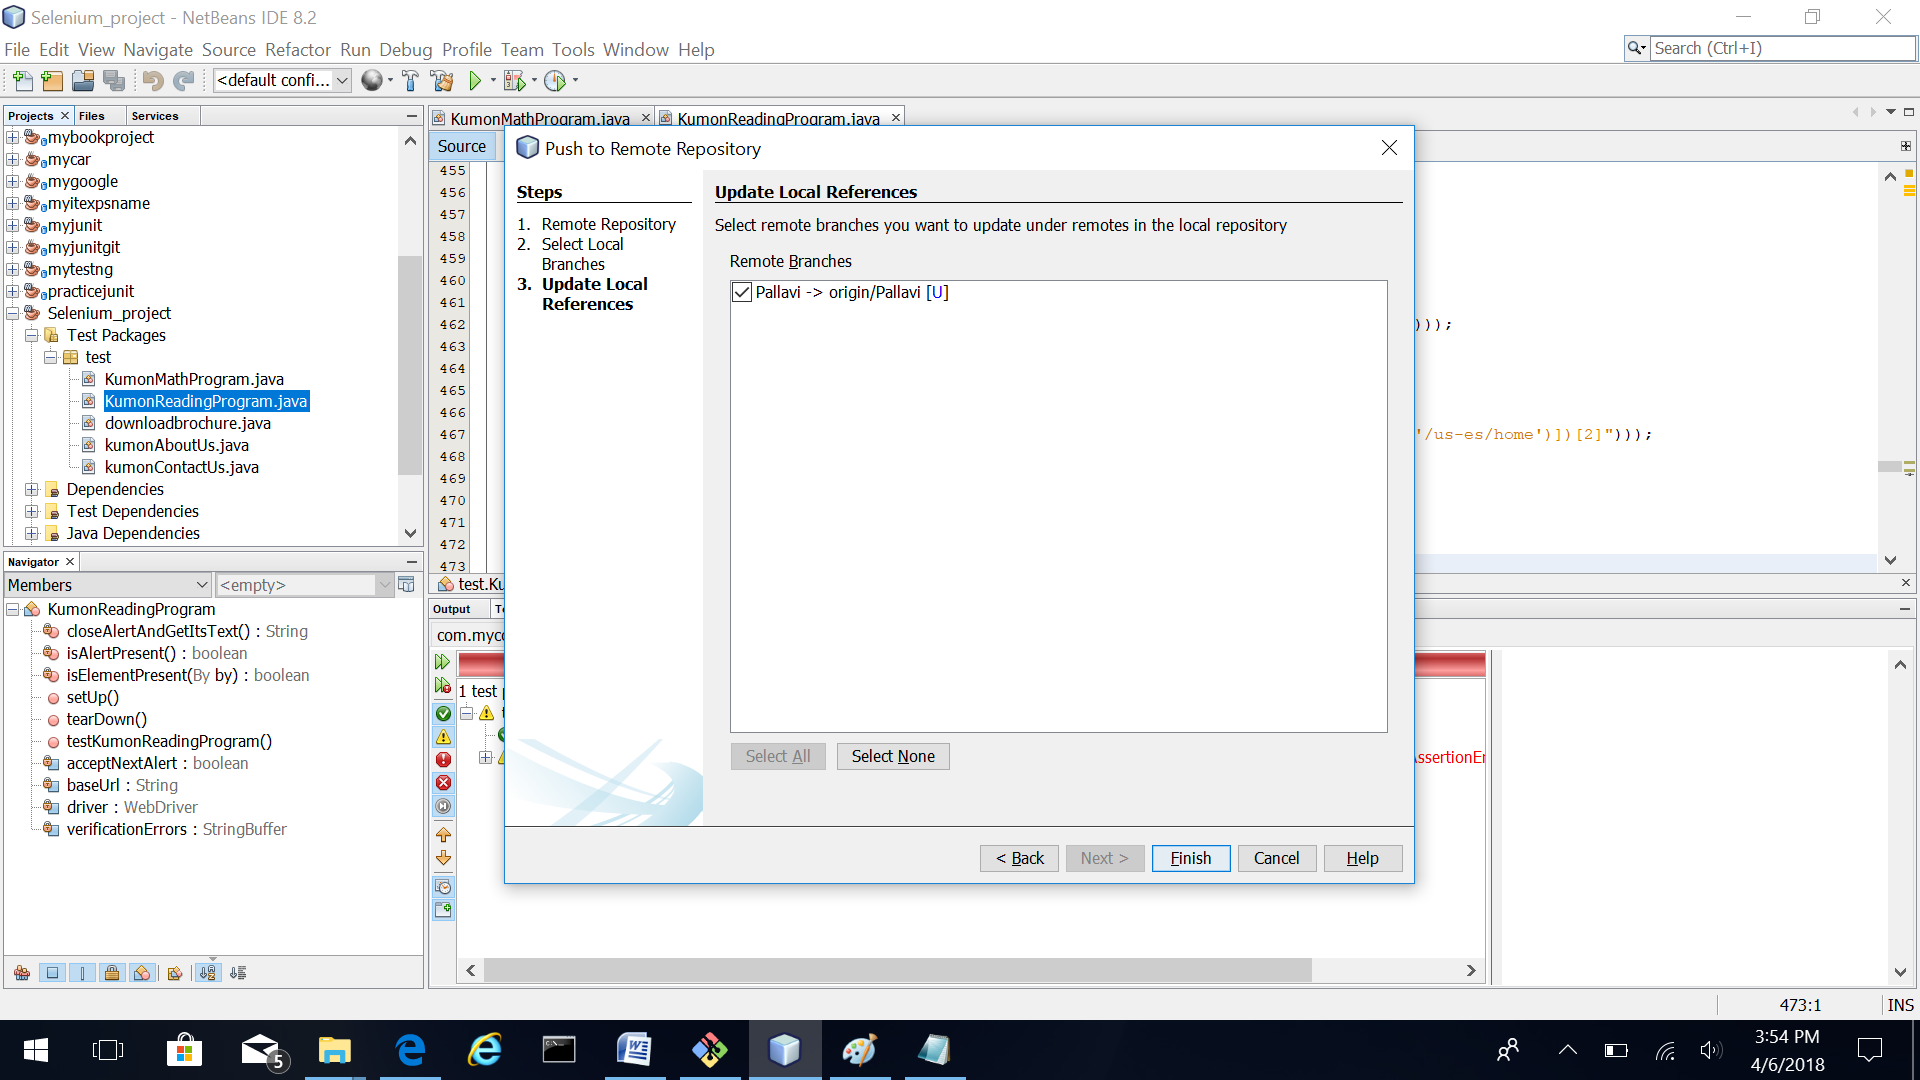 Selenium_project - NetBeans IDE 8.2
File Edit View Navigate Source Refactor Run Debug Profile Team Tools Window Help
Search (Ctrl+I)
<default confi...
Projects Files Services
mybookproject
mycar
mygoogle
myitexpsname
myjunit
myjunitgit
mytestng
practicejunit
Selenium_project
Test Packages
test
KumonMathProgram.java
KumonReadingProgram.java
downloadbrochure.java
kumonAboutUs.java
kumonContactUs.java
Dependencies
Test Dependencies
Java Dependencies
Navigator
Members
<empty>
KumonReadingProgram
closeAlertAndGetItsText() : String
isAlertPresent() : boolean
isElementPresent(By by) : boolean
setUp()
tearDown()
testKumonReadingProgram()
acceptNextAlert : boolean
baseUrl : String
driver : WebDriver
verificationErrors : StringBuffer
KumonMathProgram.java KumonReadingProgram.java
Source
455
456
457
458
459
460
461
462
463
464
465
466
467
468
469
470
471
472
473
)));
'/us-es/home')])[2]")));
test.Ku
Output
com.myco
1 test
AssertionEr
Push to Remote Repository
Steps
1. Remote Repository
2. Select Local
Branches
3. Update Local
References
Update Local References
Select remote branches you want to update under remotes in the local repository
Remote Branches
Pallavi -> origin/Pallavi [U]
Select All Select None
< Back Next > Finish Cancel Help
473:1 INS
5
3:54 PM
4/6/2018